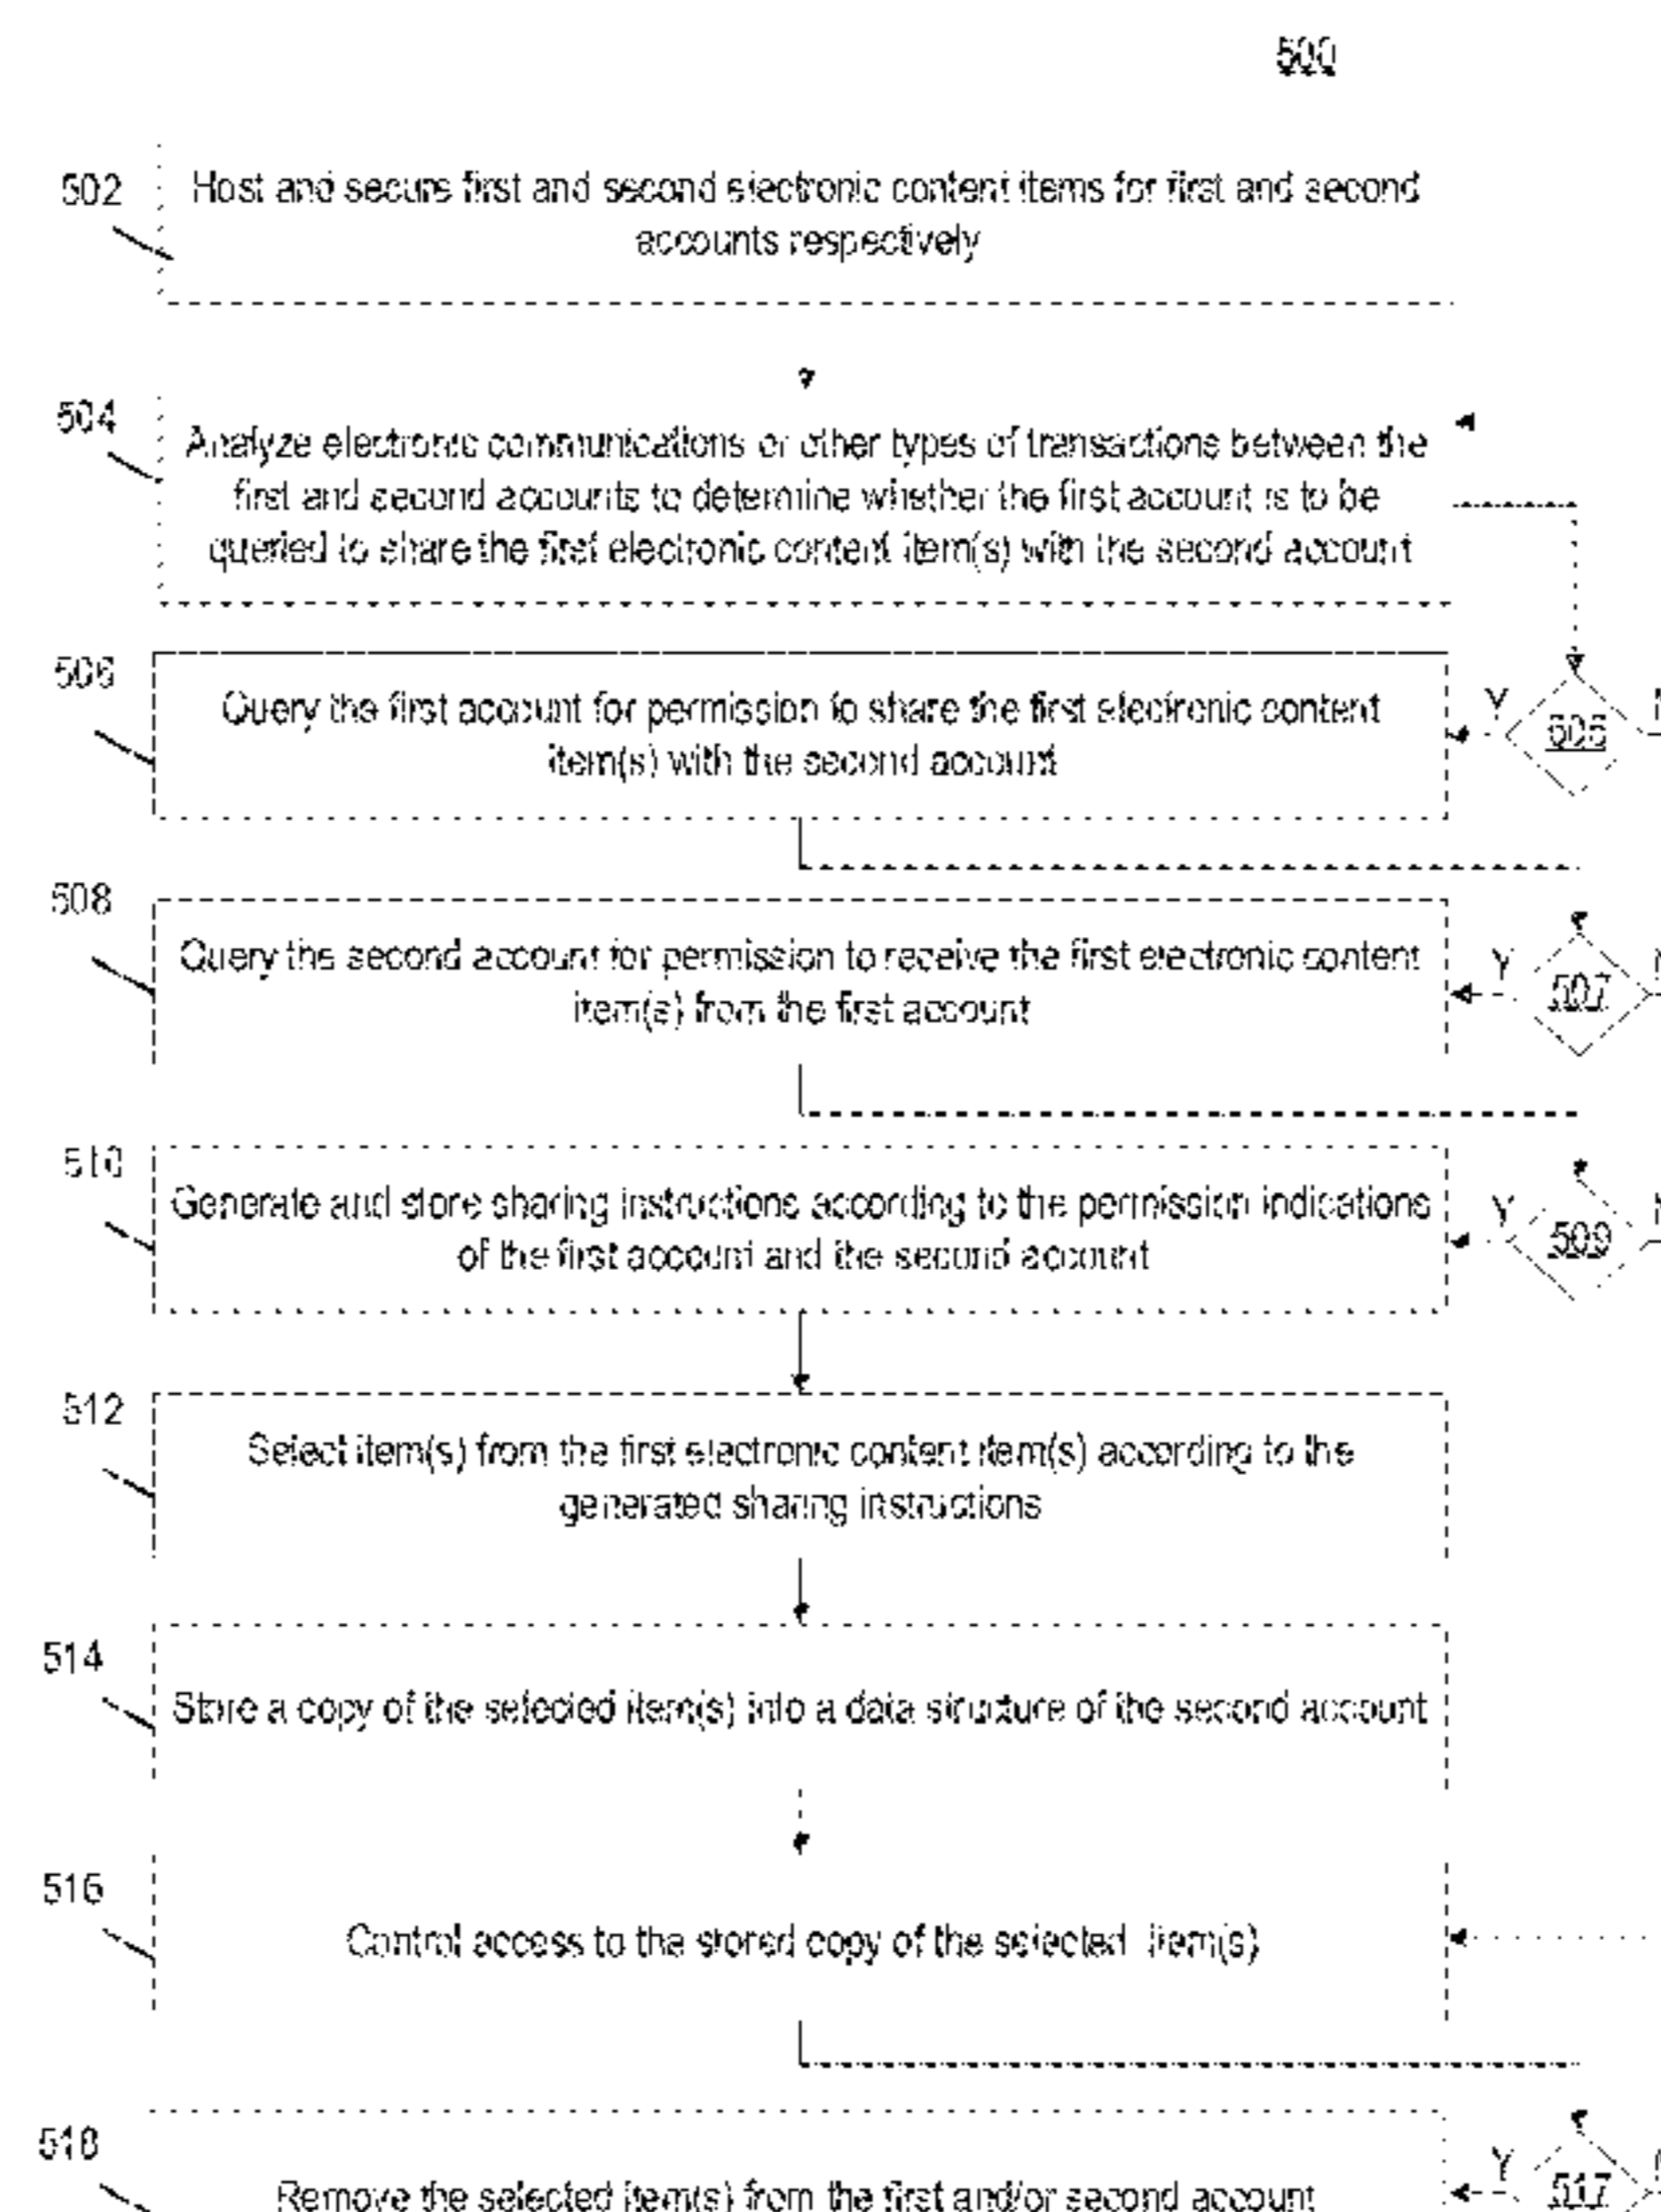 500
502
Host and secure first and second electronic content items for first and second
accounts respectively
504
Analyze electronic communications or other types of transactions between the
first and second accounts to determine whether the first account is to be
queried to share the first electronic content item(s) with the second account
506
Query the first account for permission to share the first electronic content
item(s) with the second account
Y
505
N
508
Query the second account for permission to receive the first electronic content
item(s) from the first account
Y
507
N
510
Generate and store sharing instructions according to the permission indications
of the first account and the second account
Y
509
N
512
Select item(s) from the first electronic content item(s) according to the
generated sharing instructions
514
Store a copy of the selected item(s) into a data structure of the second account
516
Control access to the stored copy of the selected item(s)
518
Remove the selected item(s) from the first and/or second account
Y
517
N